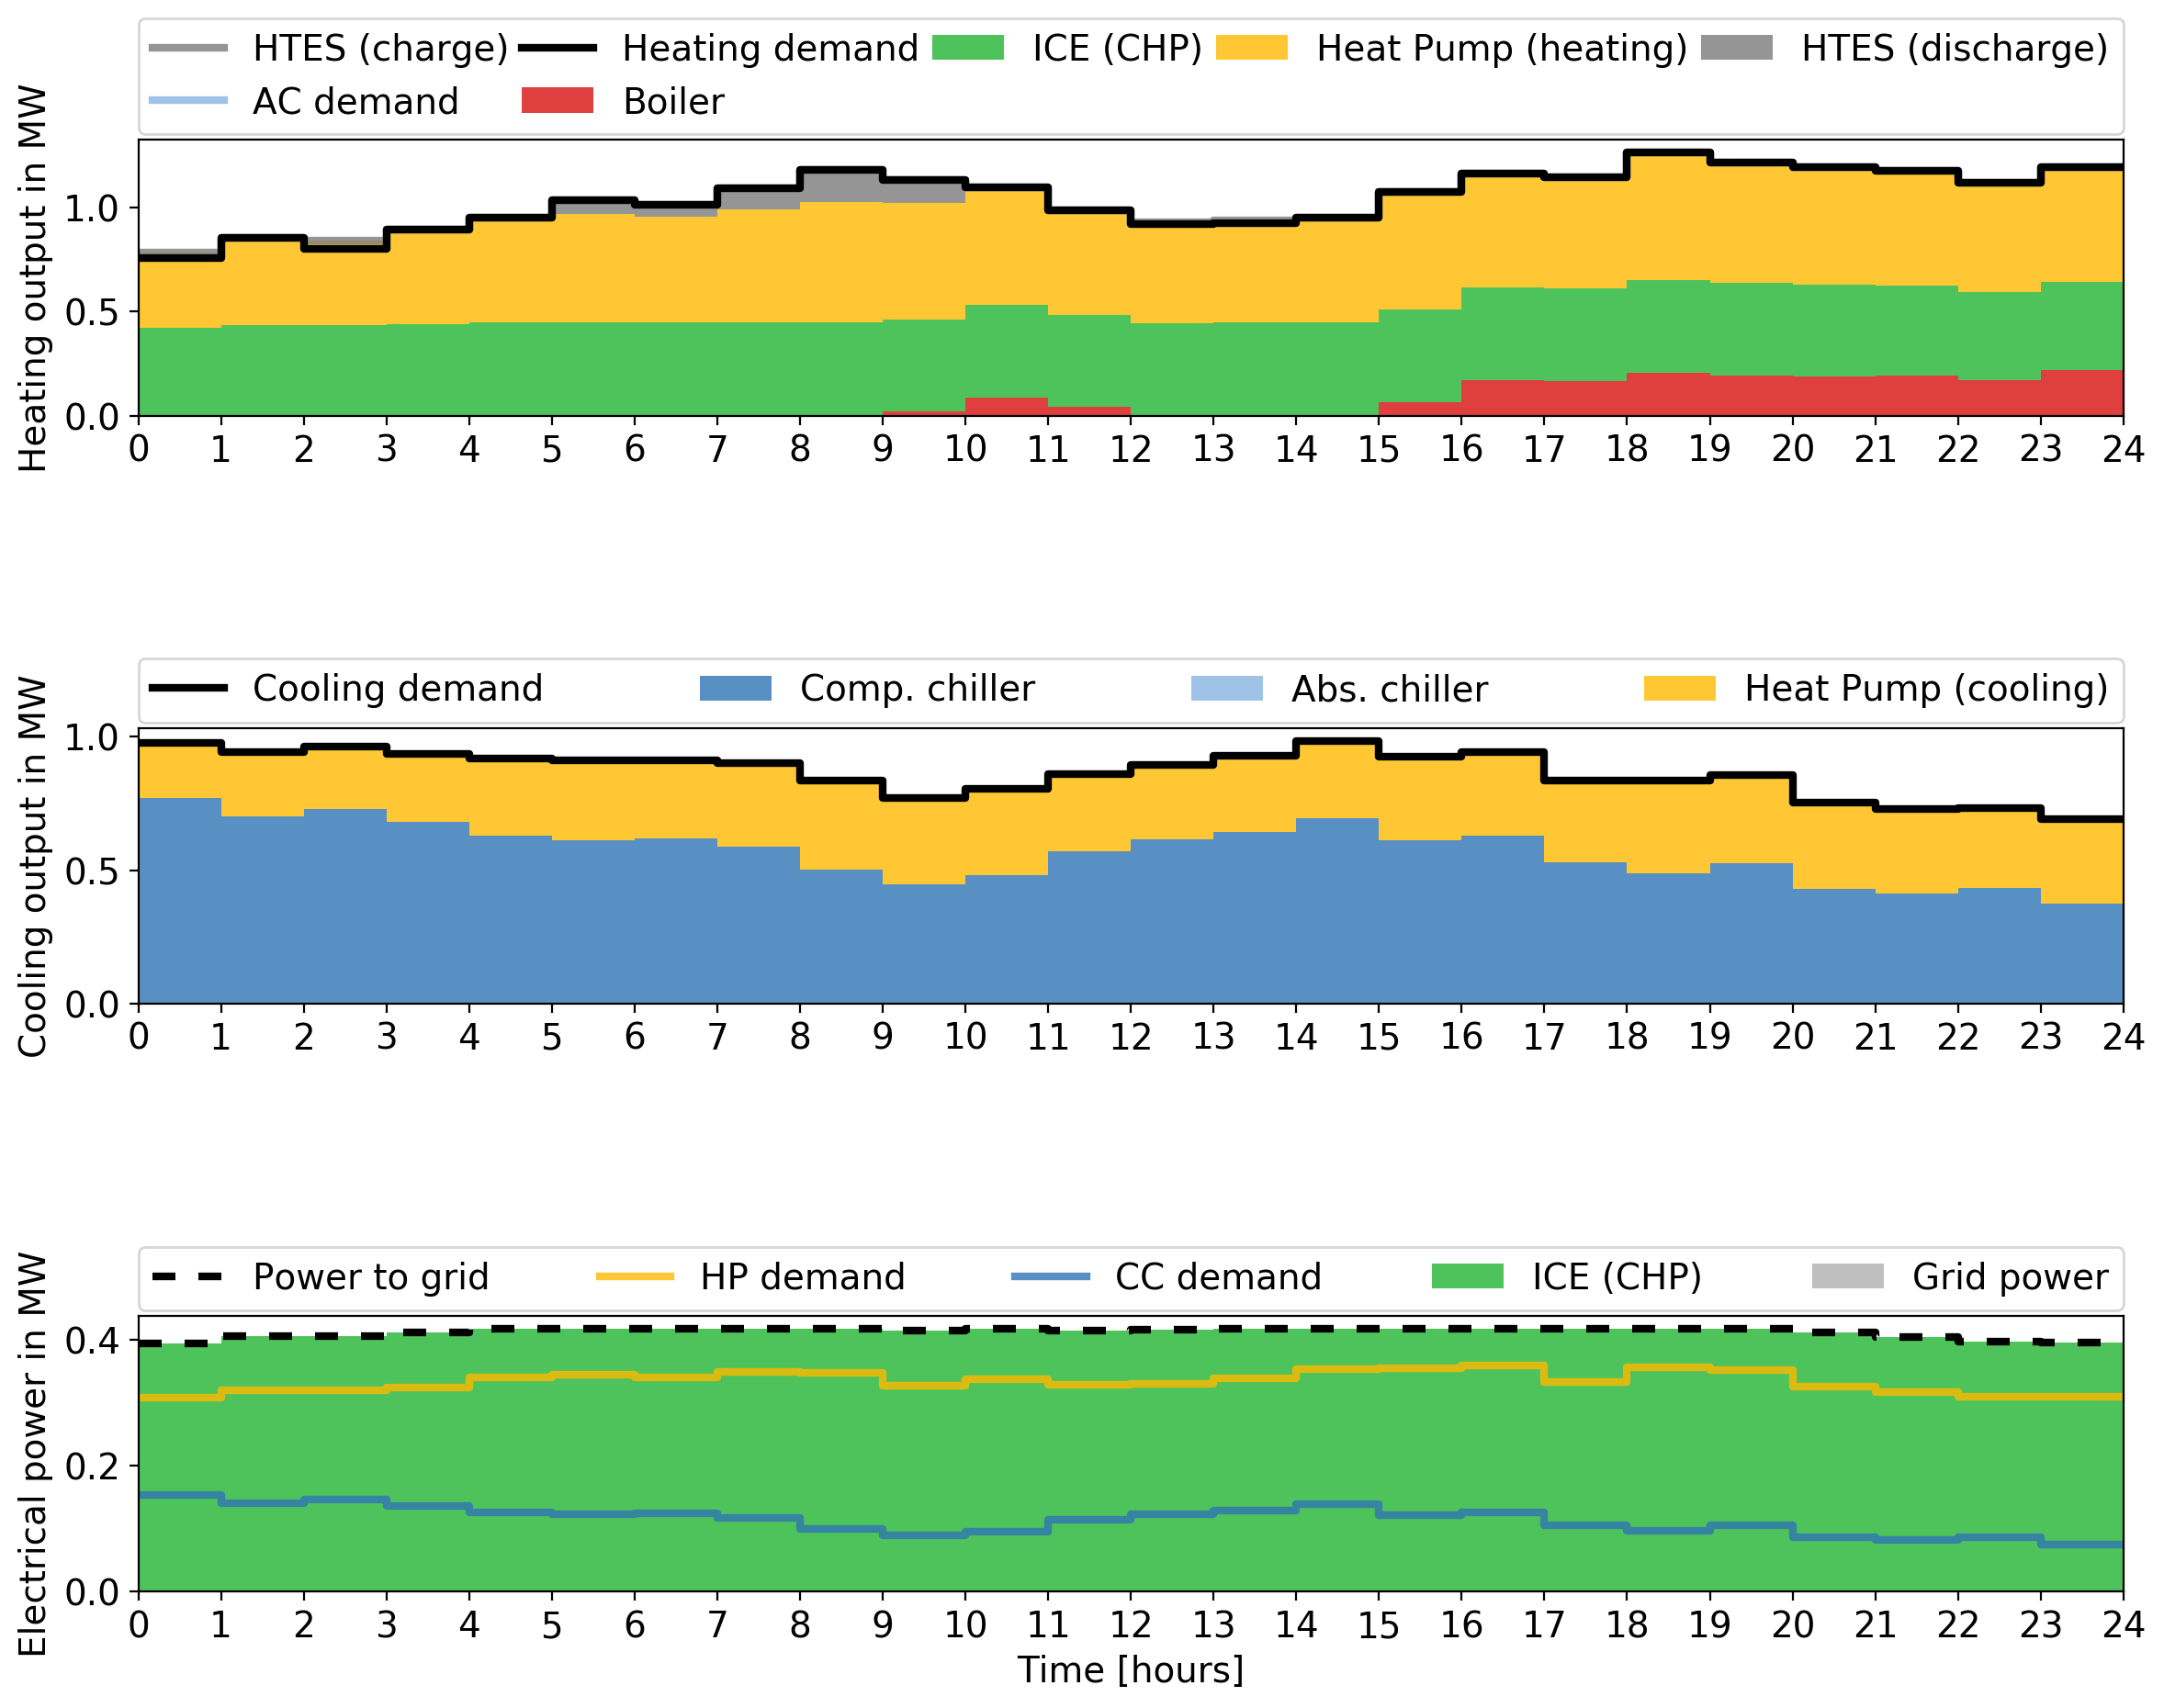 HTES (charge) Heating demand ICE (CHP) Heat Pump (heating) HTES (discharge)
AC demand Boiler
Heating output in MW
1.0
0.5
0.0
0 1 2 3 4 5 6 7 8 9 10 11 12 13 14 15 16 17 18 19 20 21 22 23 24
Cooling demand Comp. chiller Abs. chiller Heat Pump (cooling)
Cooling output in MW
1.0
0.5
0.0
0 1 2 3 4 5 6 7 8 9 10 11 12 13 14 15 16 17 18 19 20 21 22 23 24
Power to grid HP demand CC demand ICE (CHP) Grid power
Electrical power in MW
0.4
0.2
0.0
0 1 2 3 4 5 6 7 8 9 10 11 12 13 14 15 16 17 18 19 20 21 22 23 24
Time [hours]